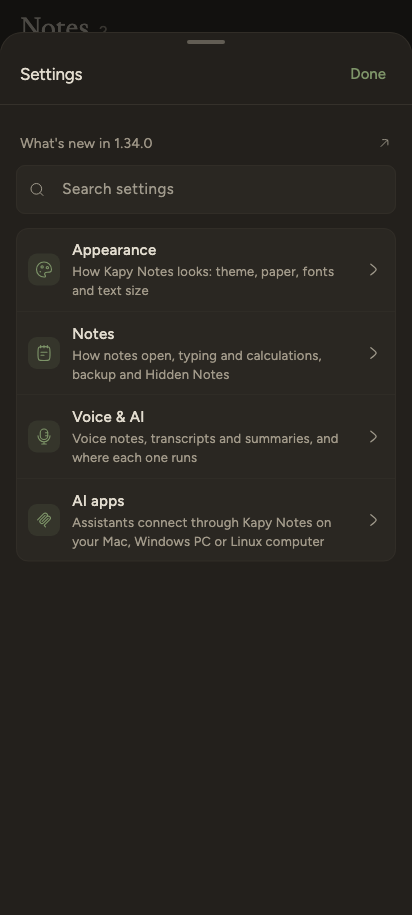 Notes 2
Settings
Done
What's new in 1.34.0
Search settings
Appearance
How Kapy Notes looks: theme, paper, fonts
and text size
Notes
How notes open, typing and calculations,
backup and Hidden Notes
Voice & AI
Voice notes, transcripts and summaries, and
where each one runs
AI apps
Assistants connect through Kapy Notes on
your Mac, Windows PC or Linux computer